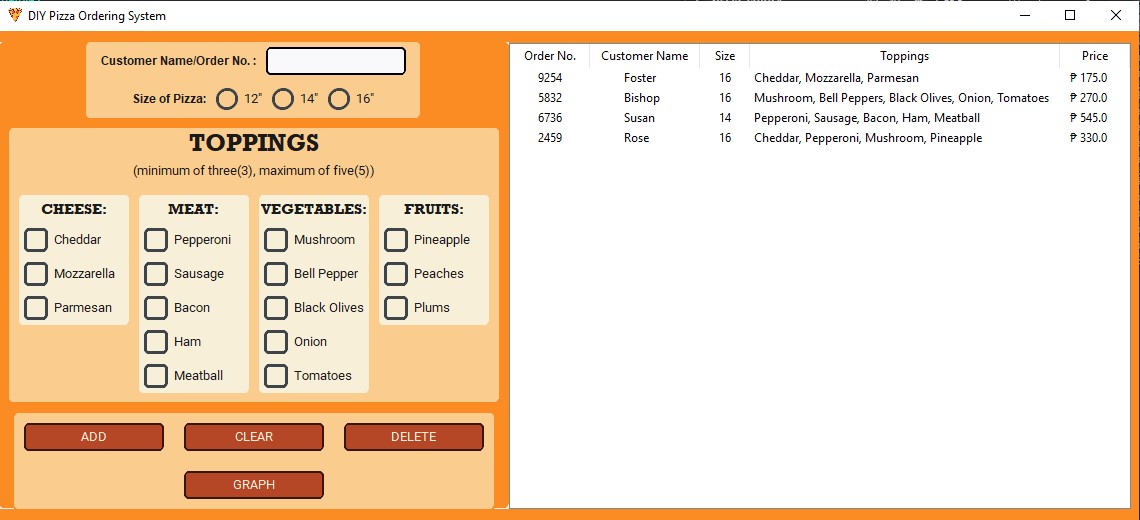 DIY Pizza Ordering System
Customer Name/Order No. :
Size of Pizza: 12" 14" 16"
TOPPINGS
(minimum of three(3), maximum of five(5))
CHEESE: MEAT: VEGETABLES: FRUITS:
Cheddar Pepperoni Mushroom Pineapple
Mozzarella Sausage Bell Pepper Peaches
Parmesan Bacon Black Olives Plums
Ham Onion
Meatball Tomatoes
ADD CLEAR DELETE
GRAPH
Order No. Customer Name Size Toppings Price
9254 Foster 16 Cheddar, Mozzarella, Parmesan ₱ 175.0
5832 Bishop 16 Mushroom, Bell Peppers, Black Olives, Onion, Tomatoes ₱ 270.0
6736 Susan 14 Pepperoni, Sausage, Bacon, Ham, Meatball ₱ 545.0
2459 Rose 16 Cheddar, Pepperoni, Mushroom, Pineapple ₱ 330.0